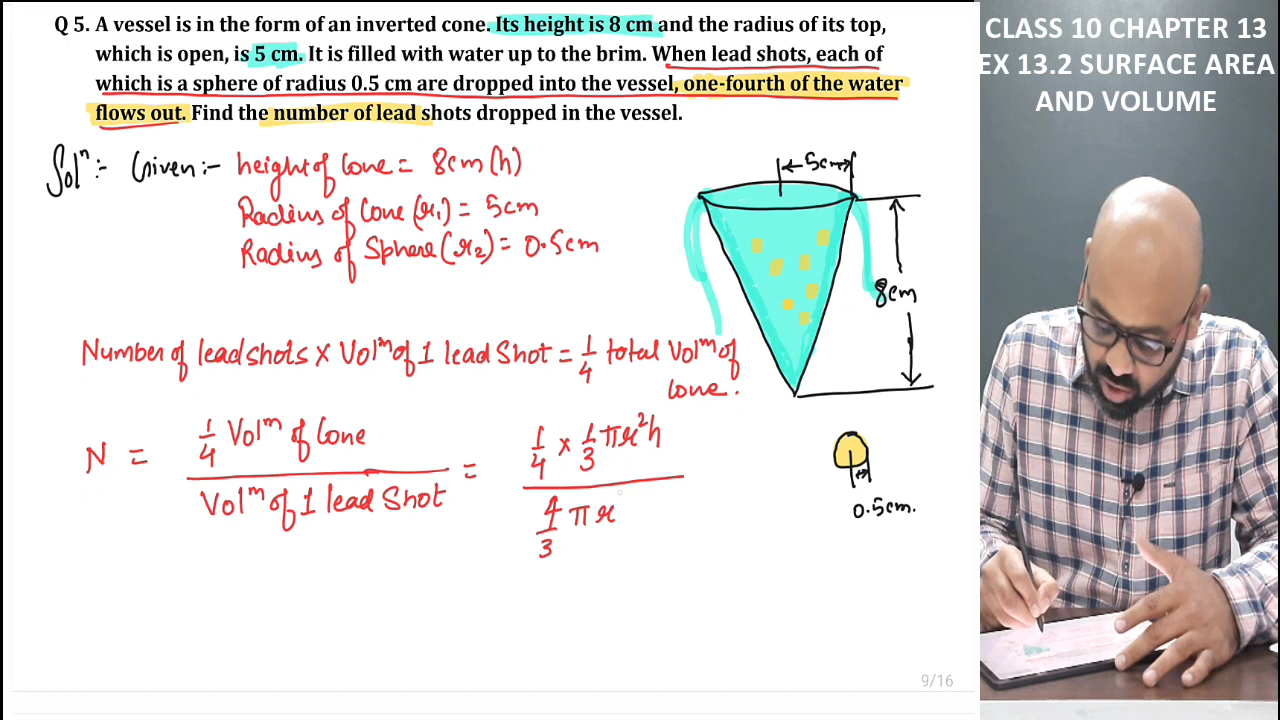 Q 5. A vessel is in the form of an inverted cone. Its height is 8 cm and the radius of its top,
which is open, is 5 cm. It is filled with water up to the brim. When lead shots, each of
which is a sphere of radius 0.5 cm are dropped into the vessel, one-fourth of the water
flows out. Find the number of lead shots dropped in the vessel.
CLASS 10 CHAPTER 13
EX 13.2 SURFACE AREA
AND VOLUME
Solⁿ:- Given:- height of Cone = 8cm (h)
Radius of Cone (r₁) = 5cm
Radius of Sphere (r₂) = 0.5cm
5cm
8cm
Number of lead shots × Volᵐ of 1 lead Shot = 1/4 total Volᵐ of
Cone.
N = 1/4 Volᵐ of Cone / Volᵐ of 1 lead Shot = 1/4 × 1/3 πr²h / 4/3 πr
0.5cm.
9/16